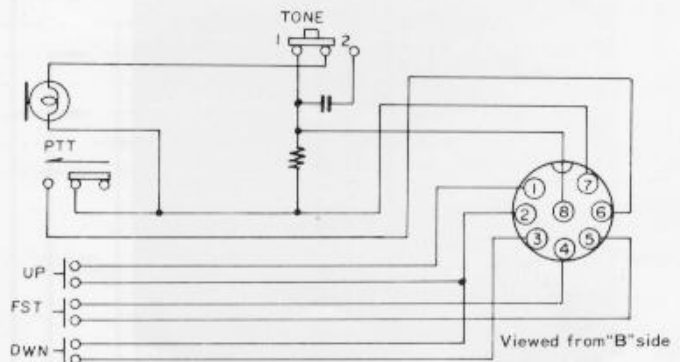 TONE
1 2
PTT
1 7
2 8 6
3 4 5
UP
FST
DWN
Viewed from"B"side